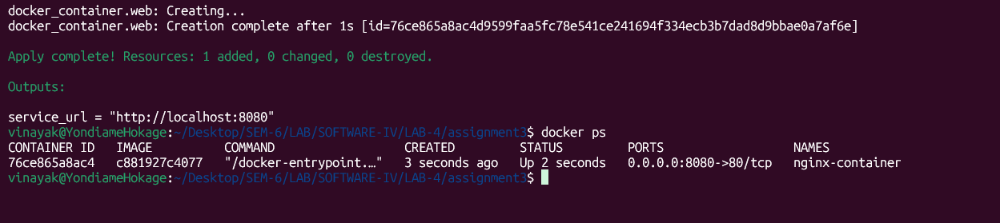 docker_container.web: Creating...
docker_container.web: Creation complete after 1s [id=76ce865a8ac4d9599faa5fc78e541ce241694f334ecb3b7dad8d9bbae0a7af6e]
Apply complete! Resources: 1 added, 0 changed, 0 destroyed.
Outputs:
service_url = "http://localhost:8080"
vinayak@YondiameHokage:~/Desktop/SEM-6/LAB/SOFTWARE-IV/LAB-4/assignment3$ docker ps
CONTAINER ID   IMAGE          COMMAND                  CREATED         STATUS         PORTS                  NAMES
76ce865a8ac4   c881927c4077   "/docker-entrypoint.…"   3 seconds ago   Up 2 seconds   0.0.0.0:8080->80/tcp   nginx-container
vinayak@YondiameHokage:~/Desktop/SEM-6/LAB/SOFTWARE-IV/LAB-4/assignment3$